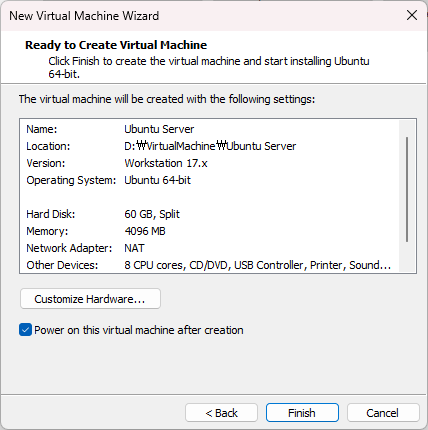 New Virtual Machine Wizard
Ready to Create Virtual Machine
Click Finish to create the virtual machine and start installing Ubuntu
64-bit.
The virtual machine will be created with the following settings:
Name: Ubuntu Server
Location: D:₩VirtualMachine₩Ubuntu Server
Version: Workstation 17.x
Operating System: Ubuntu 64-bit
Hard Disk: 60 GB, Split
Memory: 4096 MB
Network Adapter: NAT
Other Devices: 8 CPU cores, CD/DVD, USB Controller, Printer, Sound...
Customize Hardware...
Power on this virtual machine after creation
< Back Finish Cancel